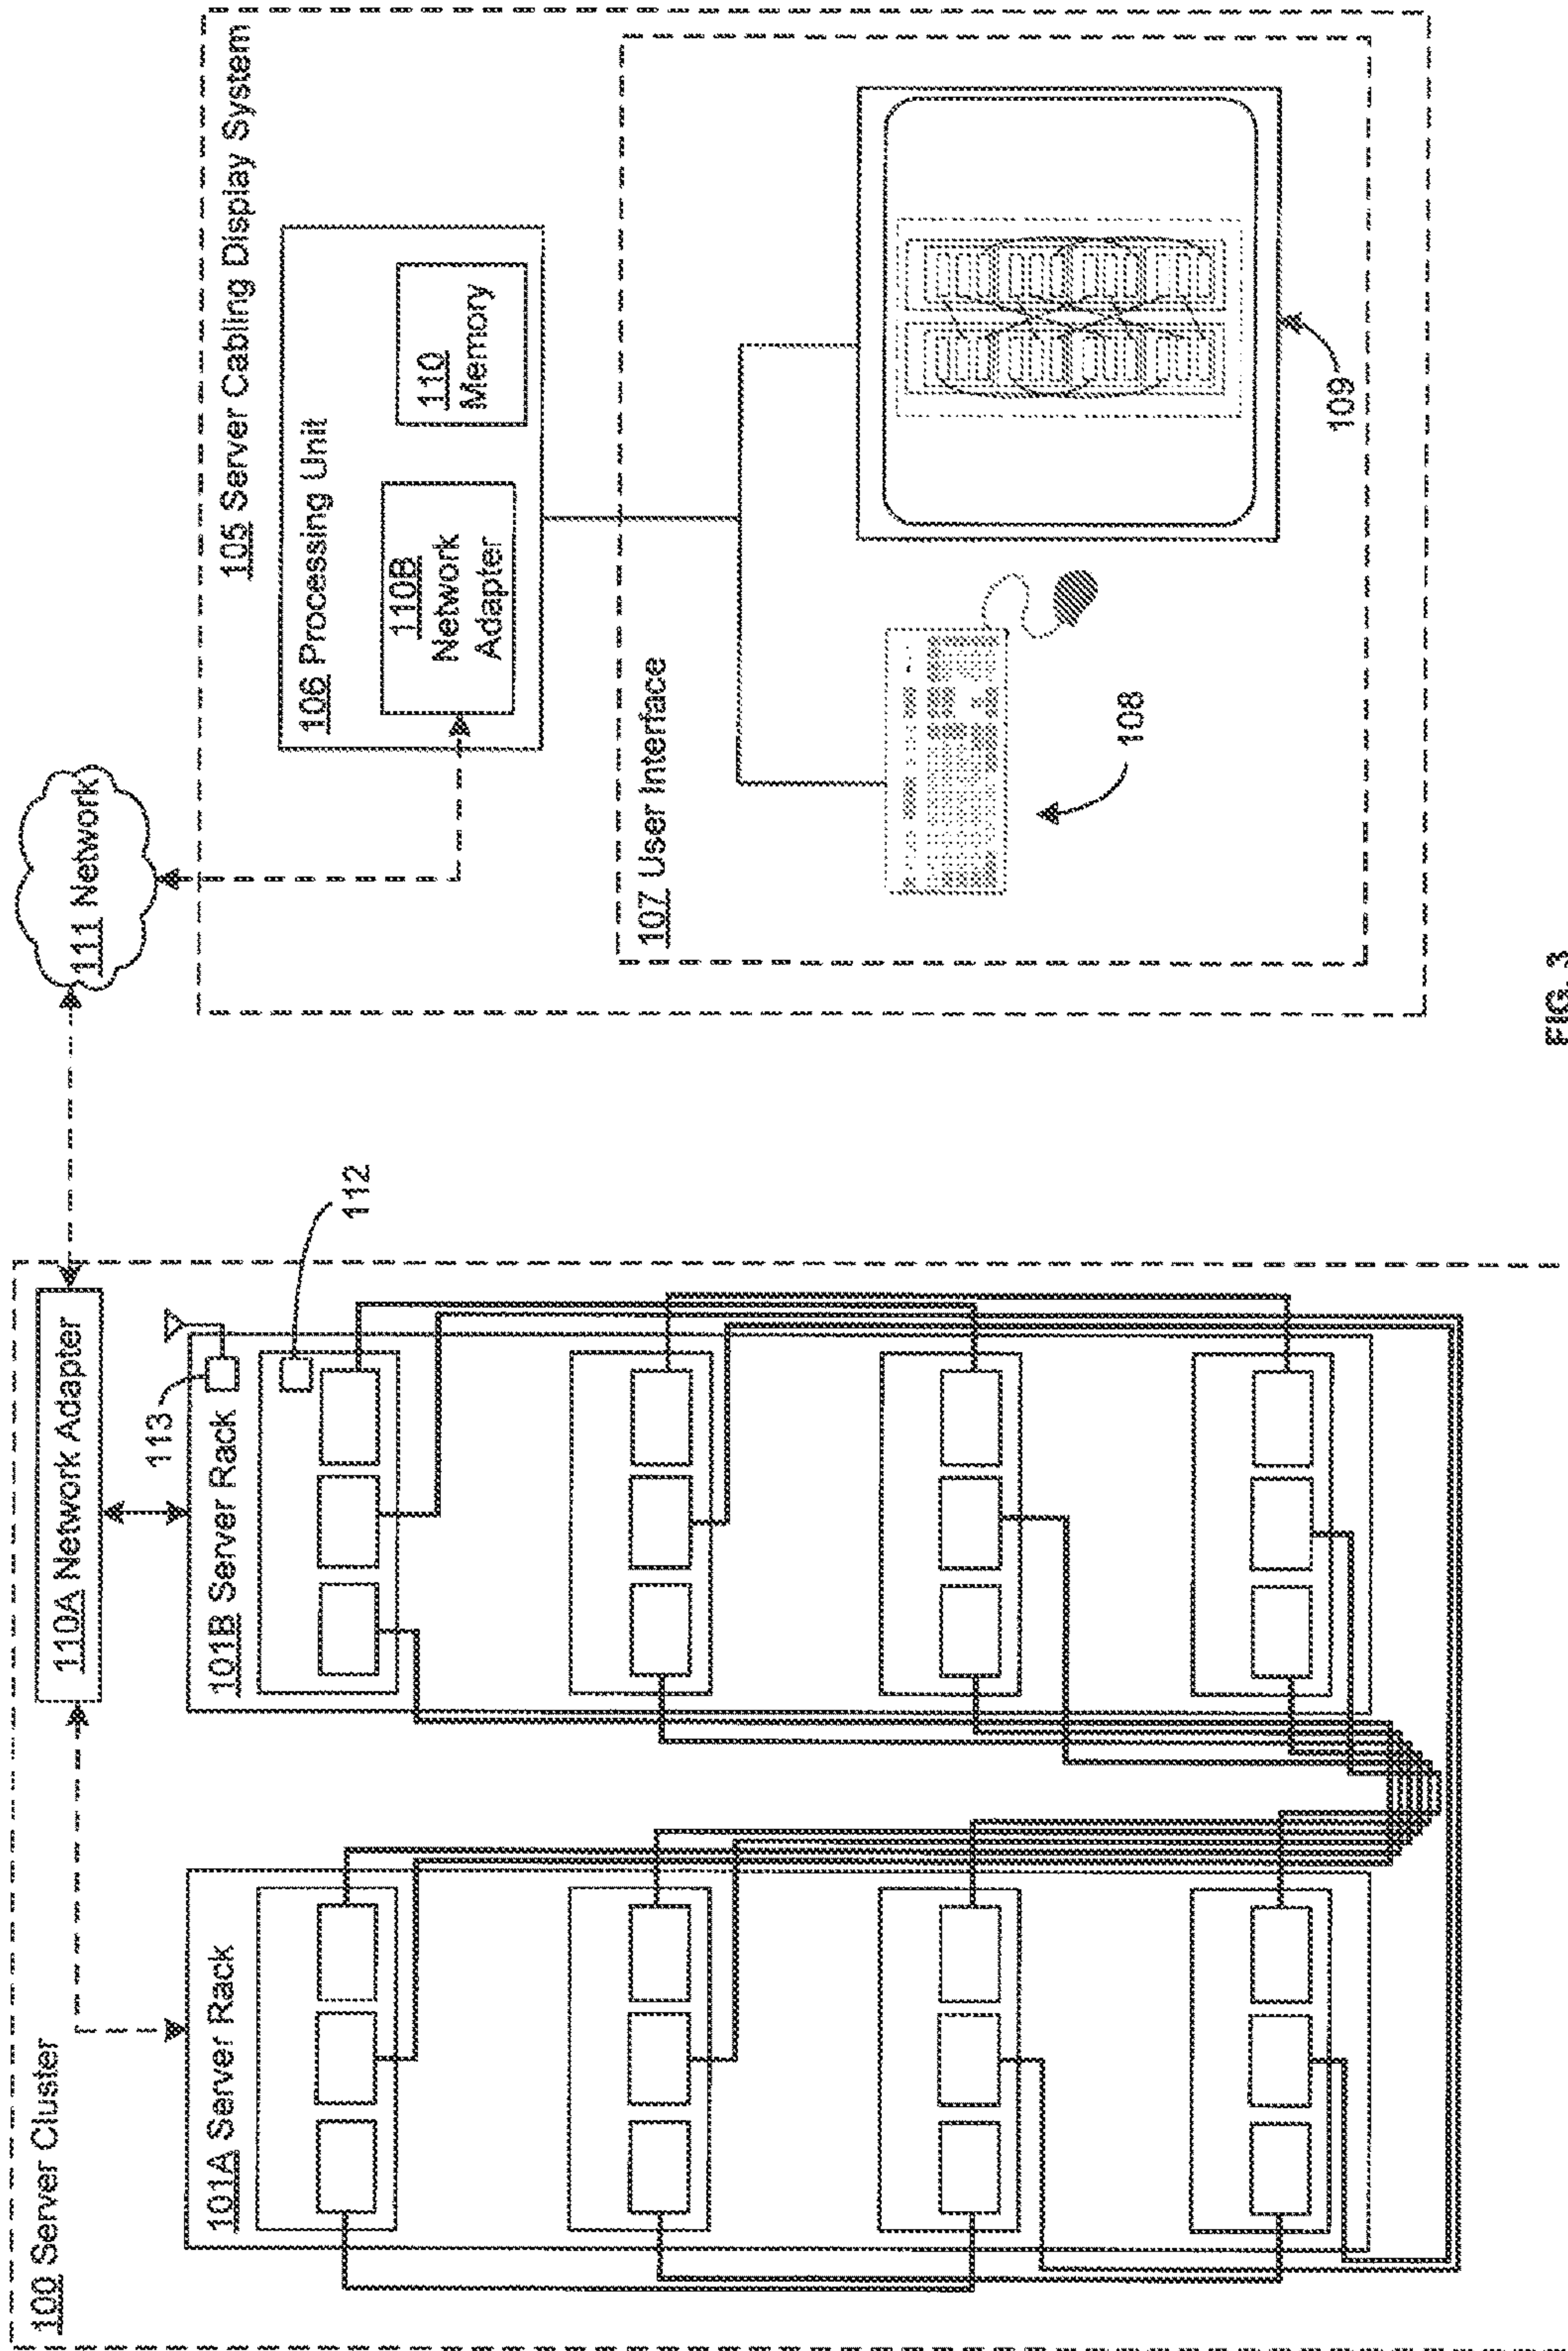 100 Server Cluster
110A Network Adapter
111 Network
101A Server Rack
101B Server Rack
113
112
105 Server Cabling Display System
106 Processing Unit
110B
Network
Adapter
110
Memory
107 User Interface
108
109
FIG. 3